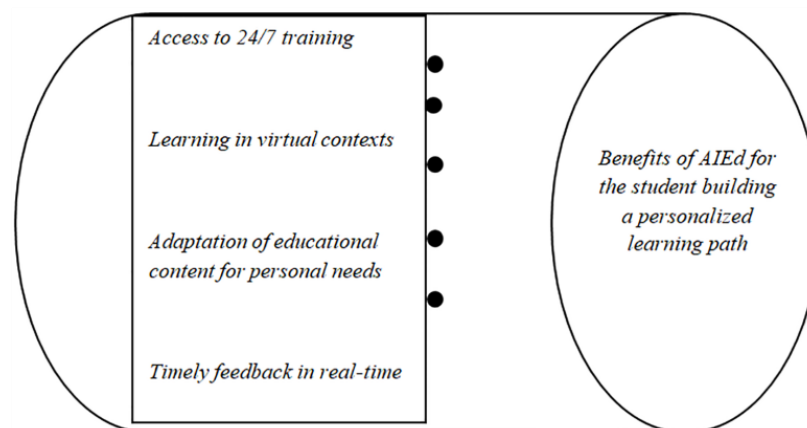 Access to 24/7 training
Learning in virtual contexts
Adaptation of educational
content for personal needs
Timely feedback in real-time
Benefits of AIEd for
the student building
a personalized
learning path